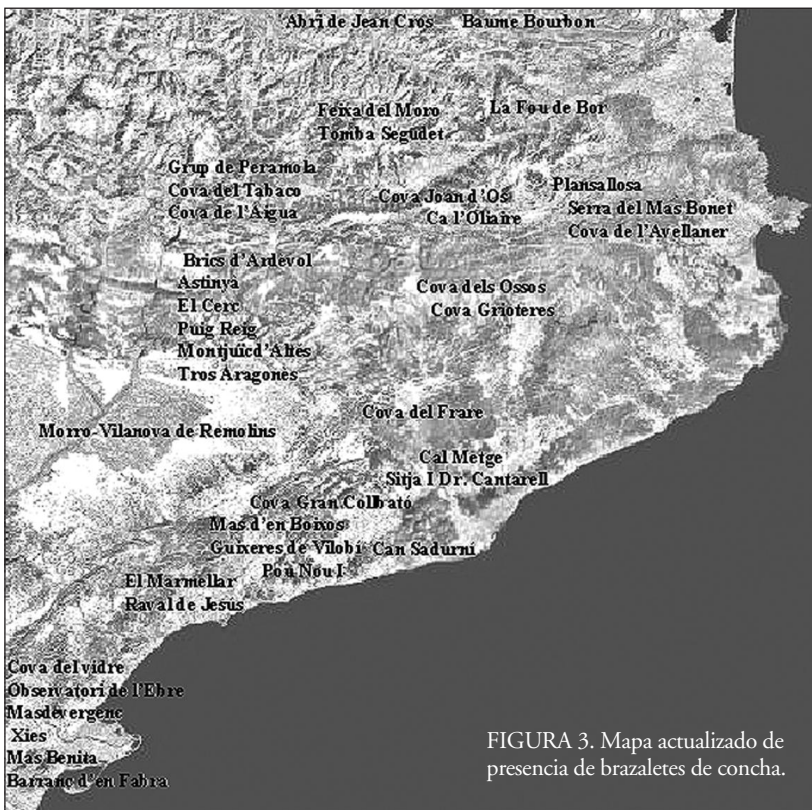 Abri de Jean Cros
Baume Bourbon
Feixa del Moro
La Fou de Bor
Tomba Segudet
Grup de Peramola
Cova del Tabaco
Cova de l'Áigua
Cova Joan d'Os
Ca l'Oliaire
Plansallosa
Serra del Mas Bonet
Cova de l'Avellaner
Brics d'Ardèvol
Astinya
El Cerc
Puig Reig
Montjuïcd'Altès
Tros Aragonès
Cova dels Ossos
Cova Grioteres
Cova del Frare
Morro-Vilanova de Remolins
Cal Metge
Sitja I Dr. Cantarell
Cova Gran Collbató
Mas d'en Boixos
Guixeres de Vilobí
Can Sadurní
Pou Nou I
El Marmellar
Raval de Jesús
Cova del vidre
Observatori de l'Ebre
Masdevergenc
Xies
Mas Benita
Barranc d'en Fabra
FIGURA 3. Mapa actualizado de
presencia de brazaletes de concha.